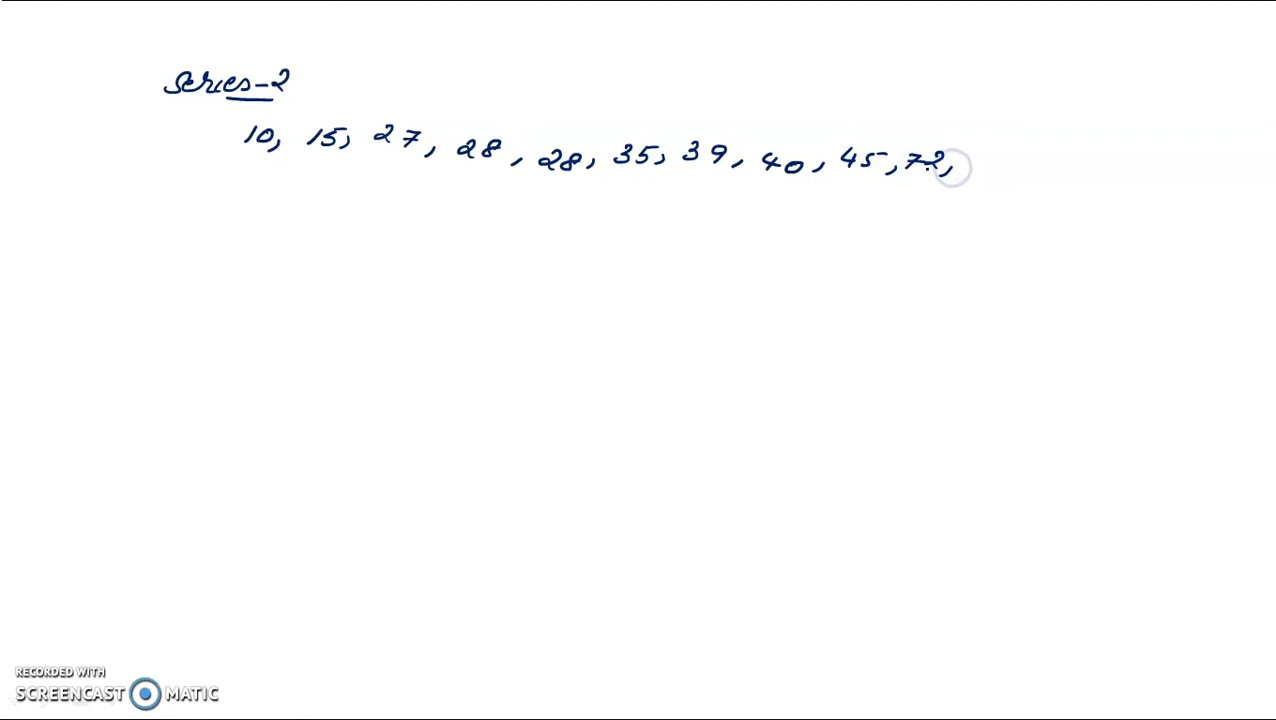 Series-2
10, 15, 27, 28, 28, 35, 39, 40, 45, 72,
RECORDED WITH
SCREENCAST MATIC